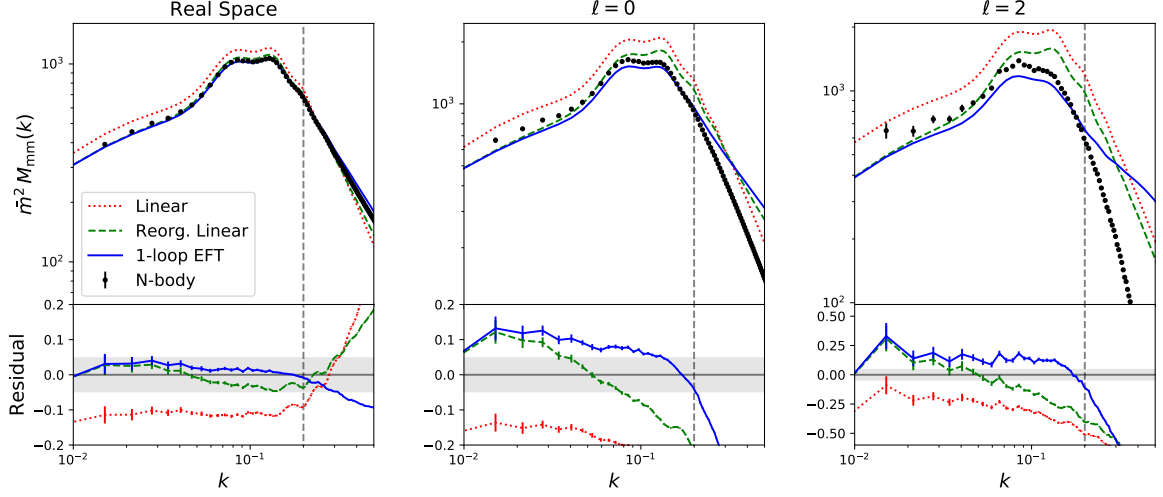 Real Space
ℓ = 0
ℓ = 2
m̄² M_mm(k)
10³
10²
Linear
Reorg. Linear
1-loop EFT
N-body
10³
10³
10²
Residual
0.2
0.1
0.0
−0.1
−0.2
10⁻²
10⁻¹
k
0.2
0.1
0.0
−0.1
−0.2
10⁻²
10⁻¹
k
0.50
0.25
0.00
−0.25
−0.50
10⁻²
10⁻¹
k